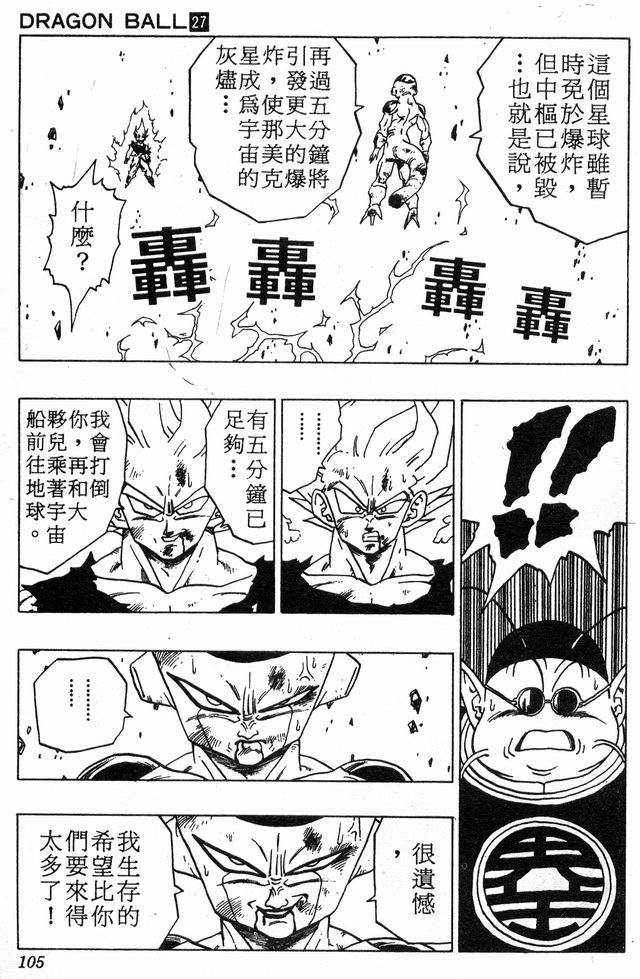 DRAGON BALL 27
這個星球雖暫
時免於爆炸，
但中樞已被毀
…也就是說，
再過五分鐘將
引發更大的爆
炸，使那美克
星成爲宇宙的
灰燼…
什麼？
轟
轟
轟
轟
!!
……
有五分鐘已
足夠…
我會打倒
你，再和大
夥兒乘著宇宙
船前往地球。
……
很遺憾
，
我生存的
希望比你
們要來得
太多了！
105